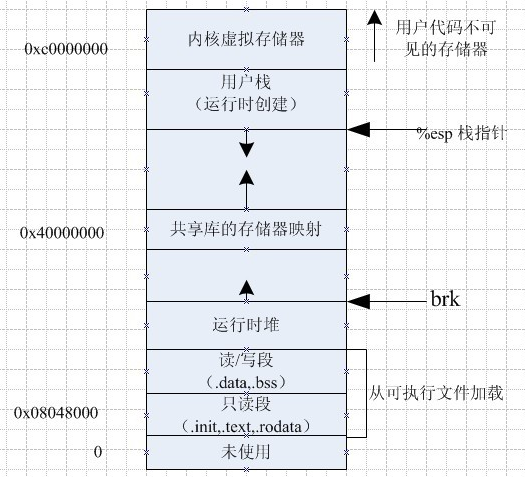 内核虚拟存储器
0xc0000000
用户代码不可
见的存储器
用户栈
（运行时创建）
%esp 栈指针
共享库的存储器映射
0x40000000
brk
运行时堆
读/写段
（.data,.bss）
从可执行文件加载
只读段
（.init,.text,.rodata）
0x08048000
未使用
0